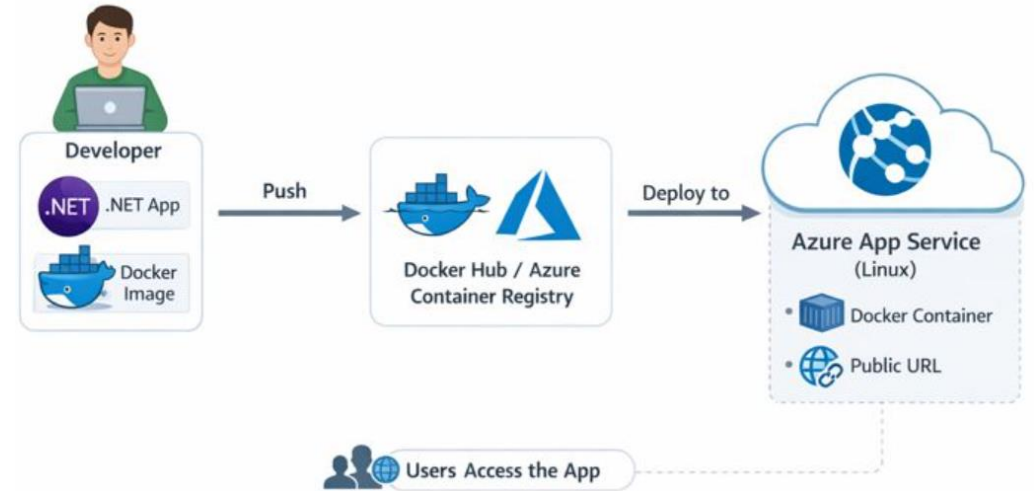 Developer
.NET
.NET App
Docker
Image
Push
Docker Hub / Azure
Container Registry
Deploy to
Azure App Service
(Linux)
• Docker Container
• Public URL
Users Access the App